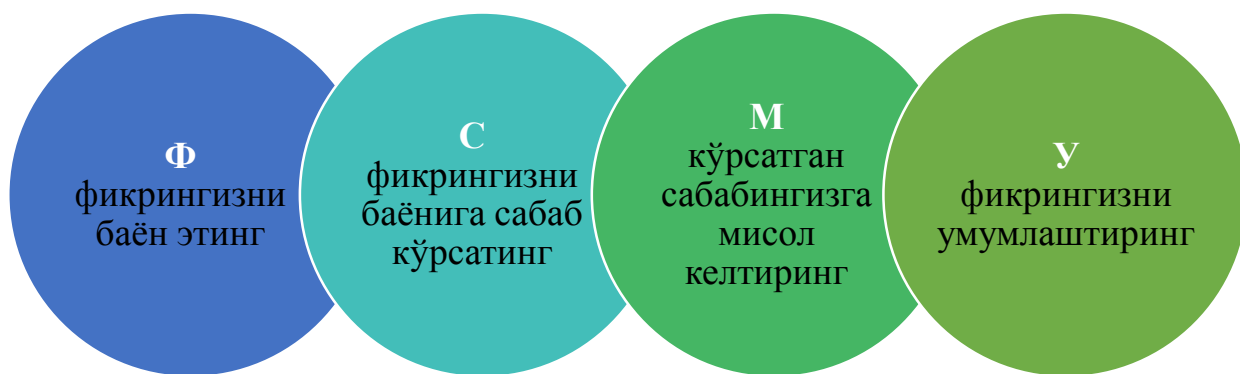 Ф
фикрингизни
баён этинг
С
фикрингизни
баёнига сабаб
кўрсатинг
М
кўрсатган
сабабингизга
мисол
келтиринг
У
фикрингизни
умумлаштиринг